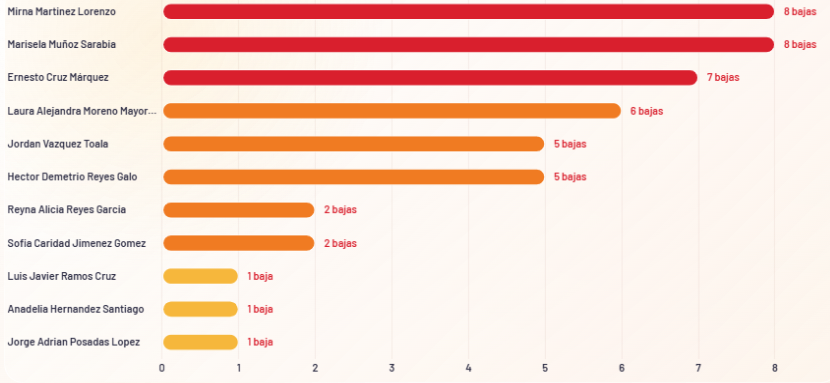 Mirna Martinez Lorenzo 8 bajas
Marisela Muñoz Sarabia 8 bajas
Ernesto Cruz Márquez 7 bajas
Laura Alejandra Moreno Mayor... 6 bajas
Jordan Vazquez Toala 5 bajas
Hector Demetrio Reyes Galo 5 bajas
Reyna Alicia Reyes Garcia 2 bajas
Sofia Caridad Jimenez Gomez 2 bajas
Luis Javier Ramos Cruz 1 baja
Anadelia Hernandez Santiago 1 baja
Jorge Adrian Posadas Lopez 1 baja
0 1 2 3 4 5 6 7 8